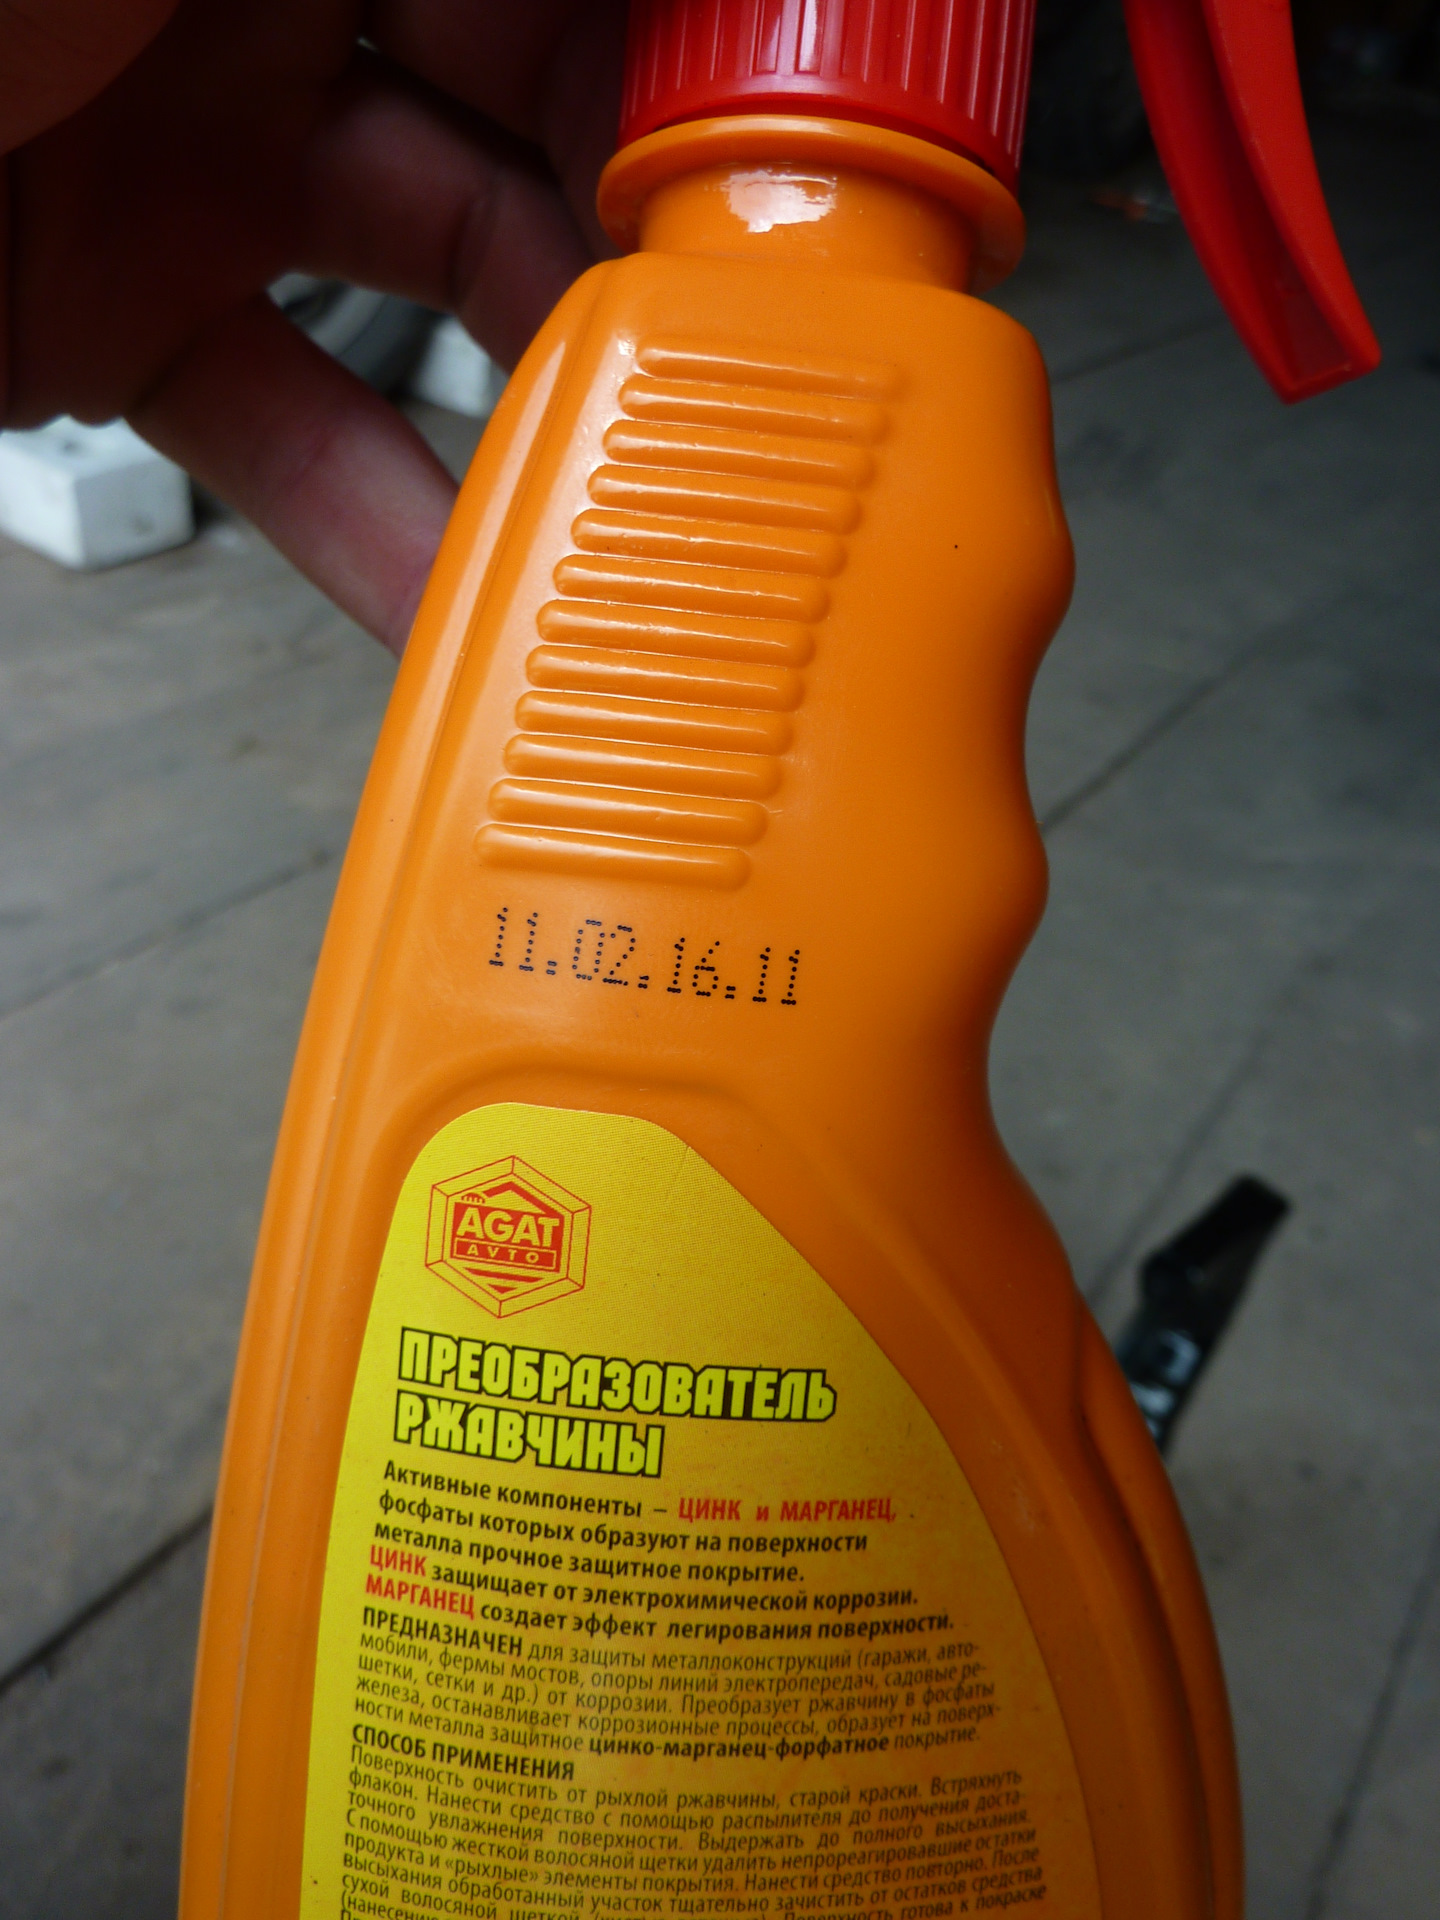 11.02.16.11
AGAT
AVTO
ПРЕОБРАЗОВАТЕЛЬ
РЖАВЧИНЫ
Активные компоненты – ЦИНК и МАРГАНЕЦ,
фосфаты которых образуют на поверхности
металла прочное защитное покрытие.
ЦИНК защищает от электрохимической коррозии.
МАРГАНЕЦ создает эффект легирования поверхности.
ПРЕДНАЗНАЧЕН для защиты металлоконструкций (гаражи, авто-
мобили, фермы мостов, опоры линий электропередач, садовые ре-
шетки, сетки и др.) от коррозии. Преобразует ржавчину в фосфаты
железа, останавливает коррозионные процессы, образует на поверх-
ности металла защитное цинко-марганец-форфатное покрытие.
СПОСОБ ПРИМЕНЕНИЯ
Поверхность очистить от рыхлой ржавчины, старой краски. Встряхнуть
флакон. Нанести средство с помощью распылителя до получения доста-
точного увлажнения поверхности. Выдержать до полного высыхания.
С помощью жесткой волосяной щетки удалить непрореагировавшие остатки
продукта и «рыхлые» элементы покрытия. Нанести средство повторно. После
высыхания обработанный участок тщательно зачистить от остатков средства
сухой волосяной щеткой Поверхность готова к покраске